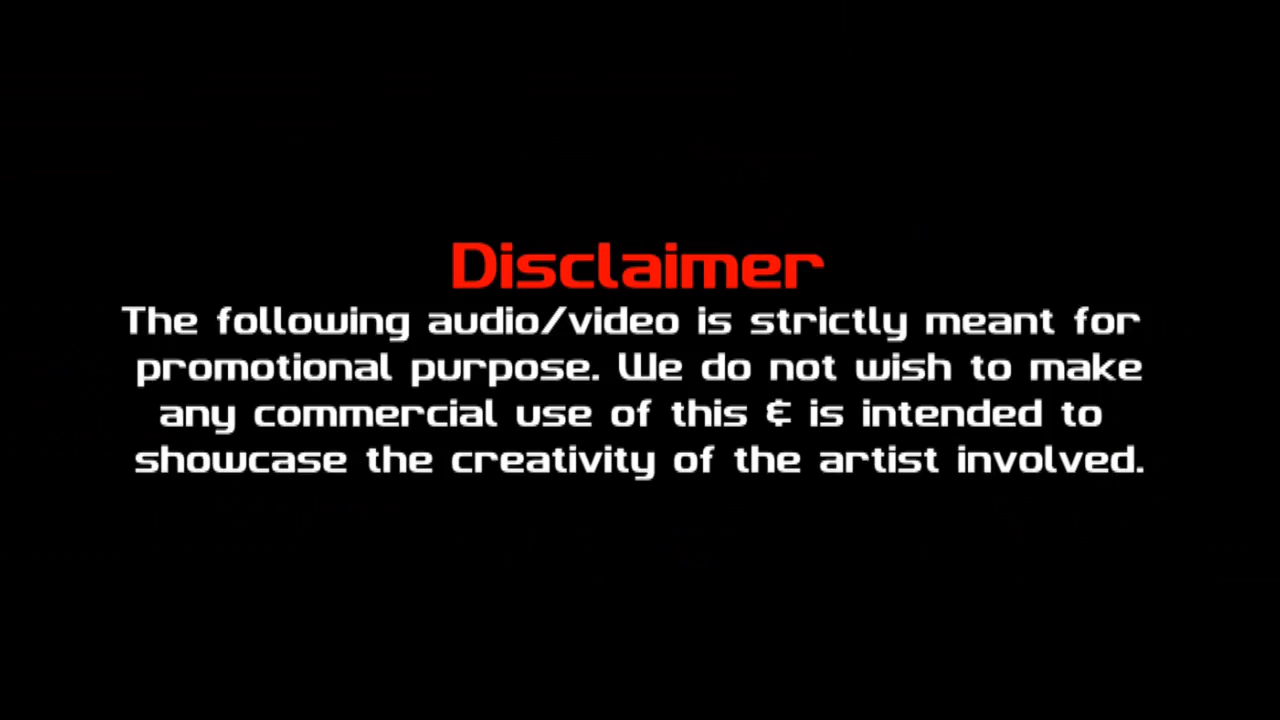 Disclaimer
The following audio/video is strictly meant for
promotional purpose. We do not wish to make
any commercial use of this & is intended to
showcase the creativity of the artist involved.